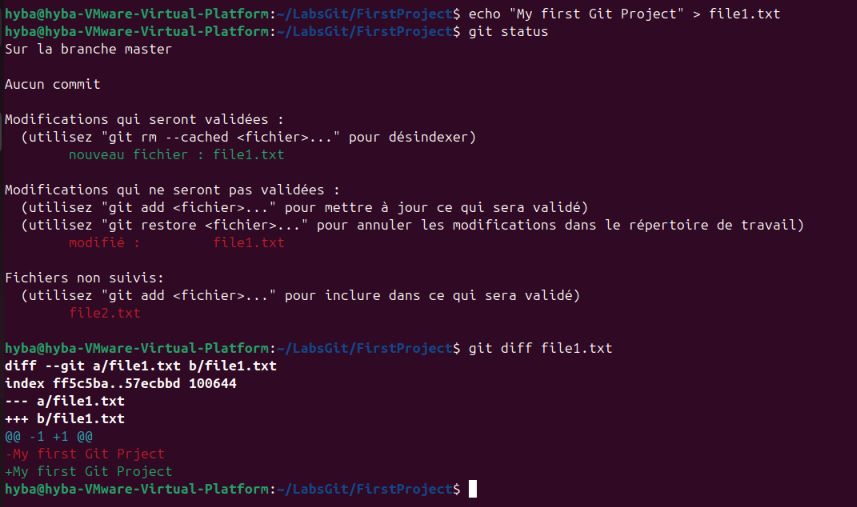 hyba@hyba-VMware-Virtual-Platform:~/LabsGit/FirstProject$ echo "My first Git Project" > file1.txt
hyba@hyba-VMware-Virtual-Platform:~/LabsGit/FirstProject$ git status
Sur la branche master

Aucun commit

Modifications qui seront validées :
  (utilisez "git rm --cached <fichier>..." pour désindexer)
        nouveau fichier : file1.txt

Modifications qui ne seront pas validées :
  (utilisez "git add <fichier>..." pour mettre à jour ce qui sera validé)
  (utilisez "git restore <fichier>..." pour annuler les modifications dans le répertoire de travail)
        modifié :         file1.txt

Fichiers non suivis:
  (utilisez "git add <fichier>..." pour inclure dans ce qui sera validé)
        file2.txt

hyba@hyba-VMware-Virtual-Platform:~/LabsGit/FirstProject$ git diff file1.txt
diff --git a/file1.txt b/file1.txt
index ff5c5ba..57ecbbd 100644
--- a/file1.txt
+++ b/file1.txt
@@ -1 +1 @@
-My first Git Prject
+My first Git Project
hyba@hyba-VMware-Virtual-Platform:~/LabsGit/FirstProject$